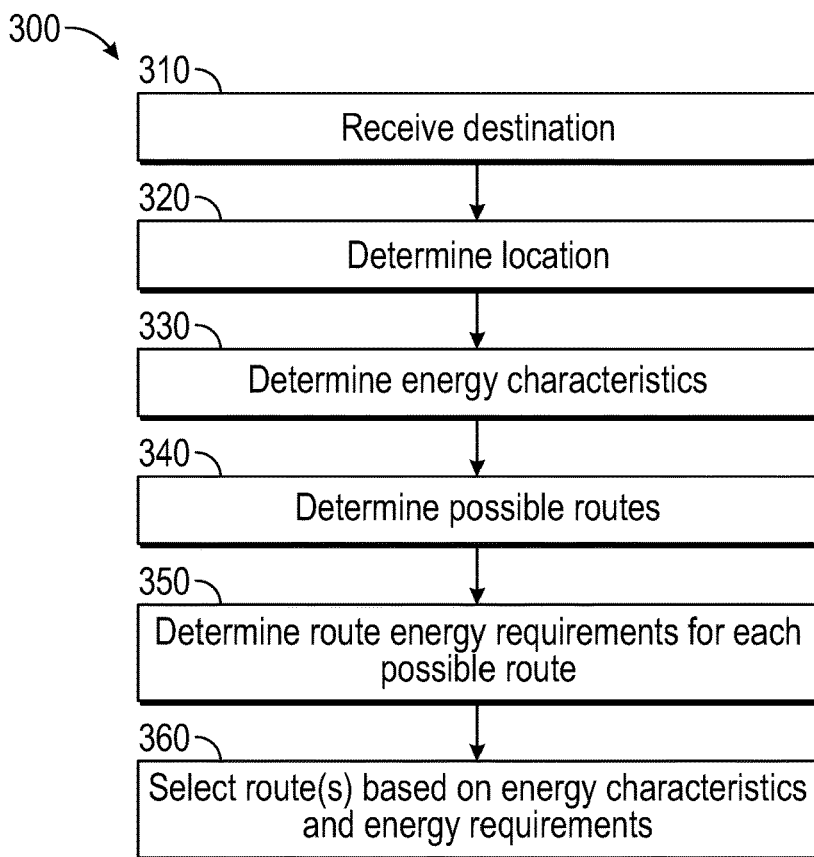 300
310
Receive destination
320
Determine location
330
Determine energy characteristics
340
Determine possible routes
350
Determine route energy requirements for each
possible route
360
Select route(s) based on energy characteristics
and energy requirements